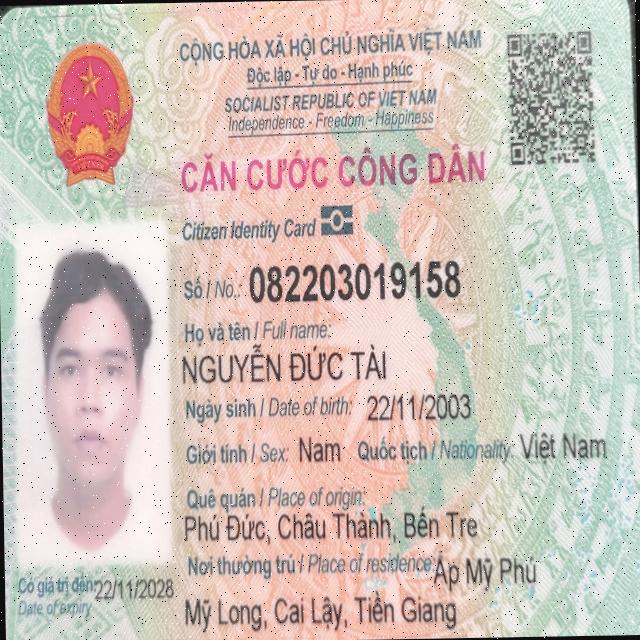 CỘNG HÒA XÃ HỘI CHỦ NGHĨA VIỆT NAM
Độc lập - Tự do - Hạnh phúc
SOCIALIST REPUBLIC OF VIET NAM
Independence - Freedom - Happiness
CĂN CƯỚC CÔNG DÂN
Citizen Identity Card
Số / No.: 082203019158
Họ và tên / Full name:
NGUYỄN ĐỨC TÀI
Ngày sinh / Date of birth: 22/11/2003
Giới tính / Sex: Nam Quốc tịch / Nationality: Việt Nam
Quê quán / Place of origin:
Phú Đức, Châu Thành, Bến Tre
Nơi thường trú / Place of residence: Ấp Mỹ Phú
Mỹ Long, Cai Lậy, Tiền Giang
Có giá trị đến: 22/11/2028
Date of expiry